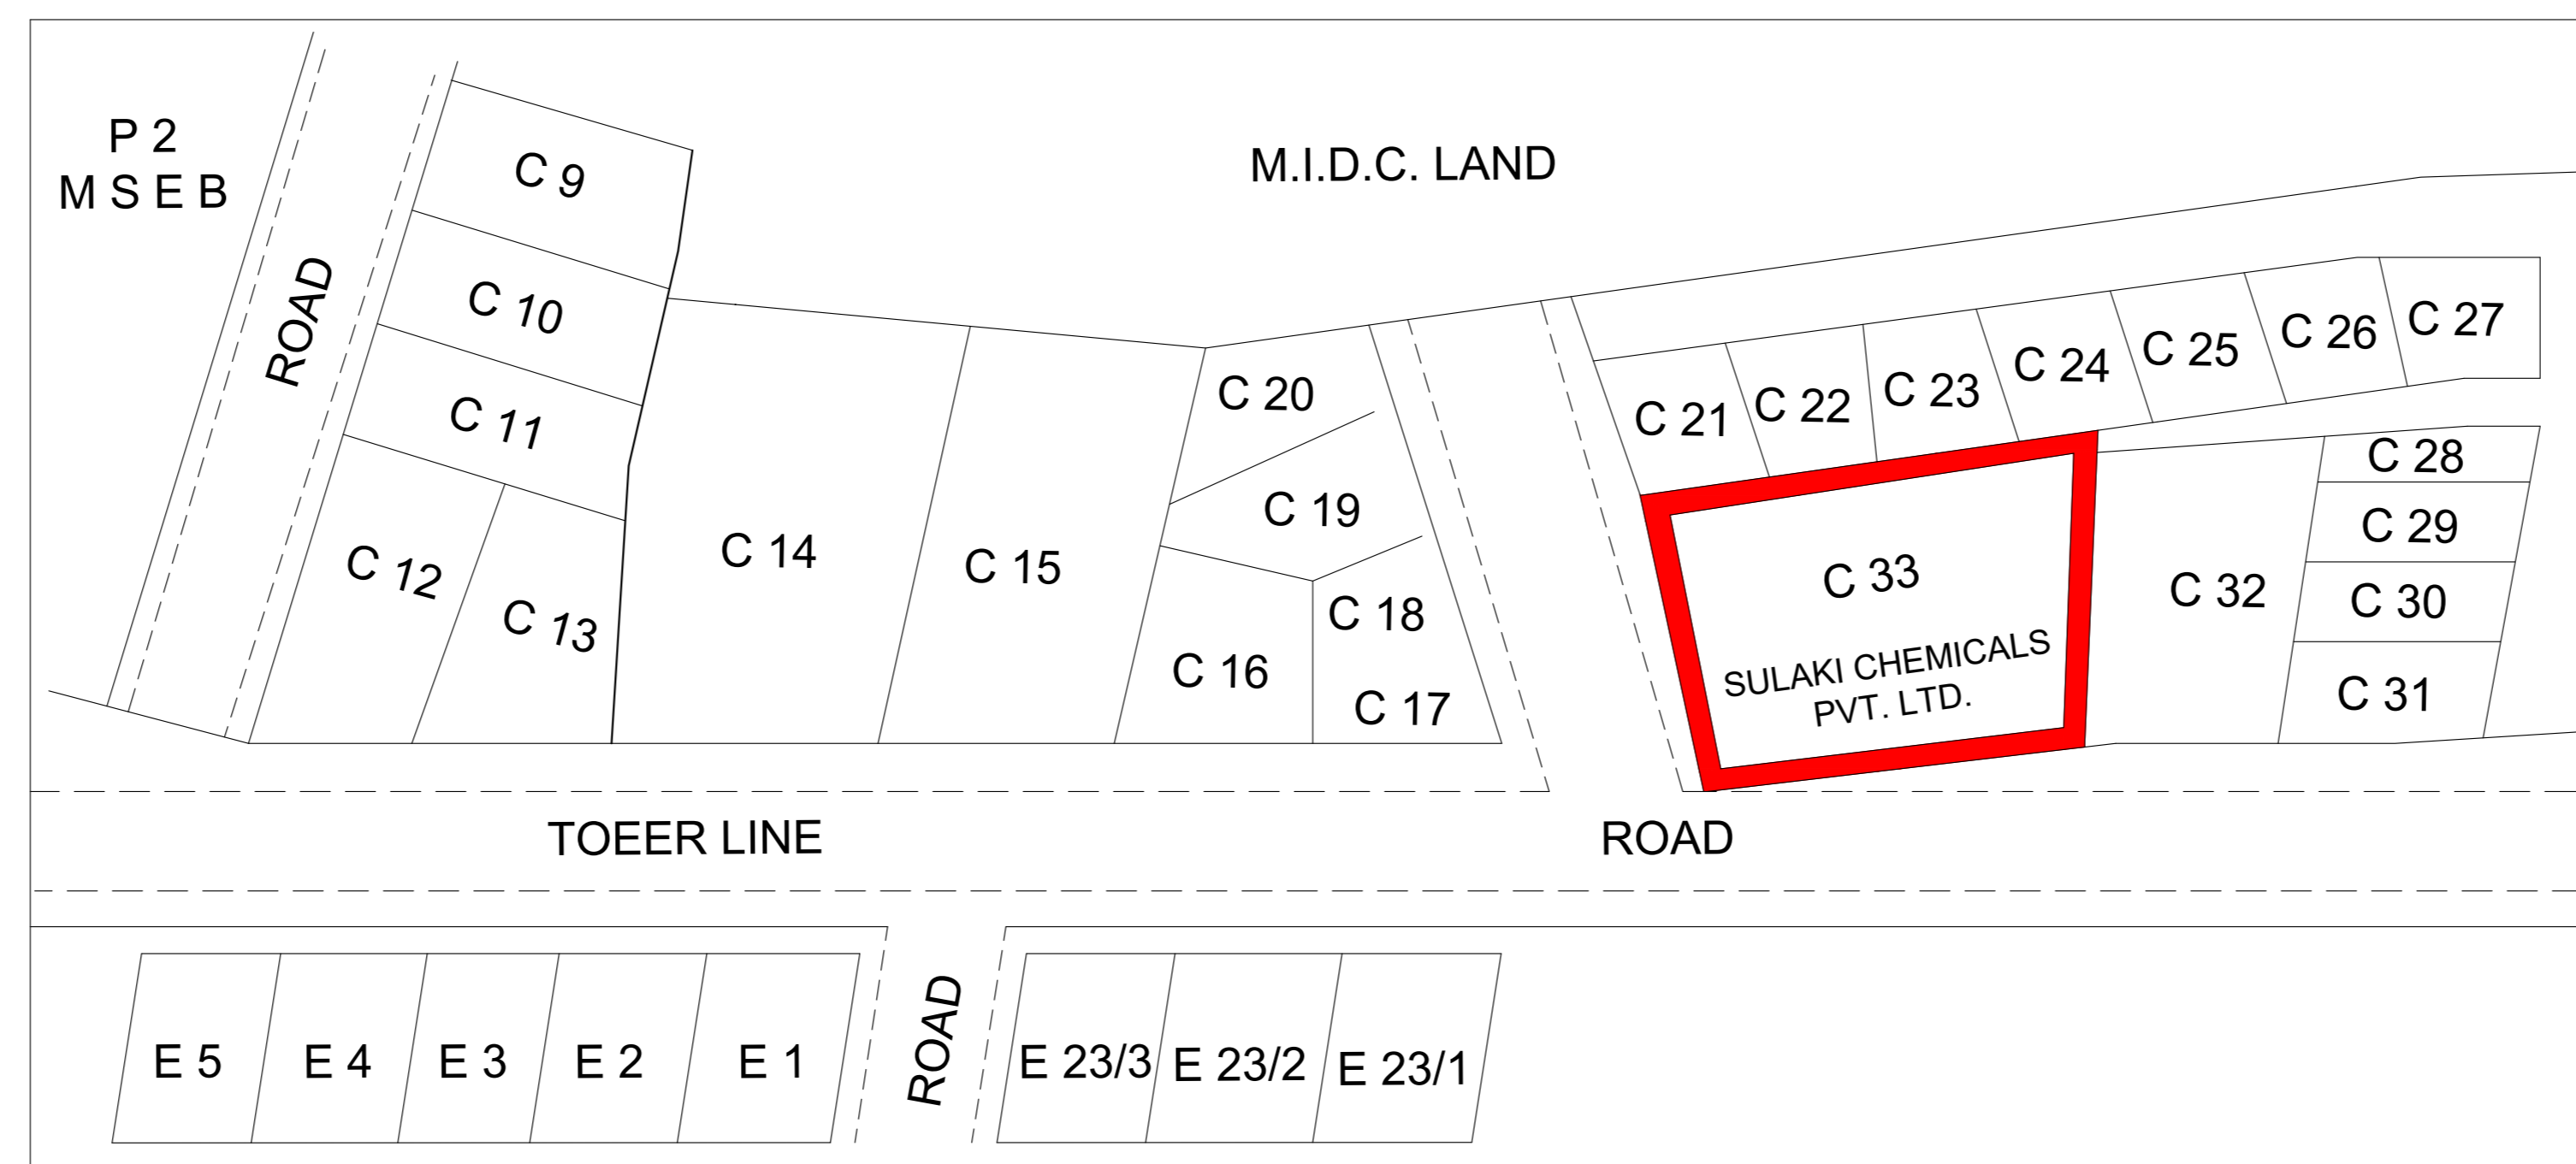 P 2
M S E B
ROAD
C 9
C 10
C 11
C 12
C 13
M.I.D.C. LAND
C 14
C 15
C 20
C 19
C 18
C 16
C 17
C 21
C 22
C 23
C 24
C 25
C 26
C 27
C 28
C 29
C 30
C 31
C 32
C 33
SULAKI CHEMICALS
PVT. LTD.
TOEER LINE
ROAD
E 5
E 4
E 3
E 2
E 1
ROAD
E 23/3
E 23/2
E 23/1